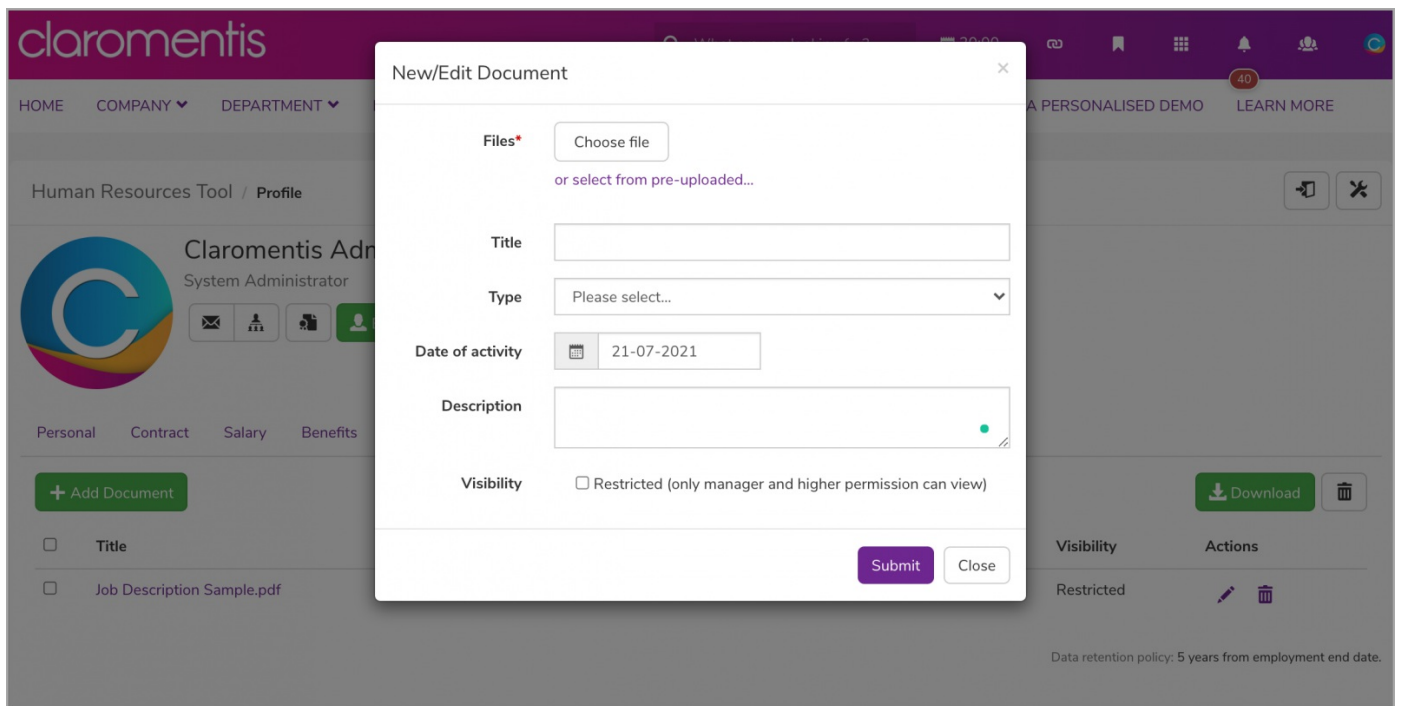 claromentis
40
HOME COMPANY DEPARTMENT A PERSONALISED DEMO LEARN MORE
Human Resources Tool / Profile
Claromentis Adm
System Administrator
Personal Contract Salary Benefits
+ Add Document
Download
Title Visibility Actions
Job Description Sample.pdf Restricted
Data retention policy: 5 years from employment end date.
New/Edit Document ×
Files* Choose file
or select from pre-uploaded...
Title
Type Please select...
Date of activity 21-07-2021
Description
Visibility Restricted (only manager and higher permission can view)
Submit Close